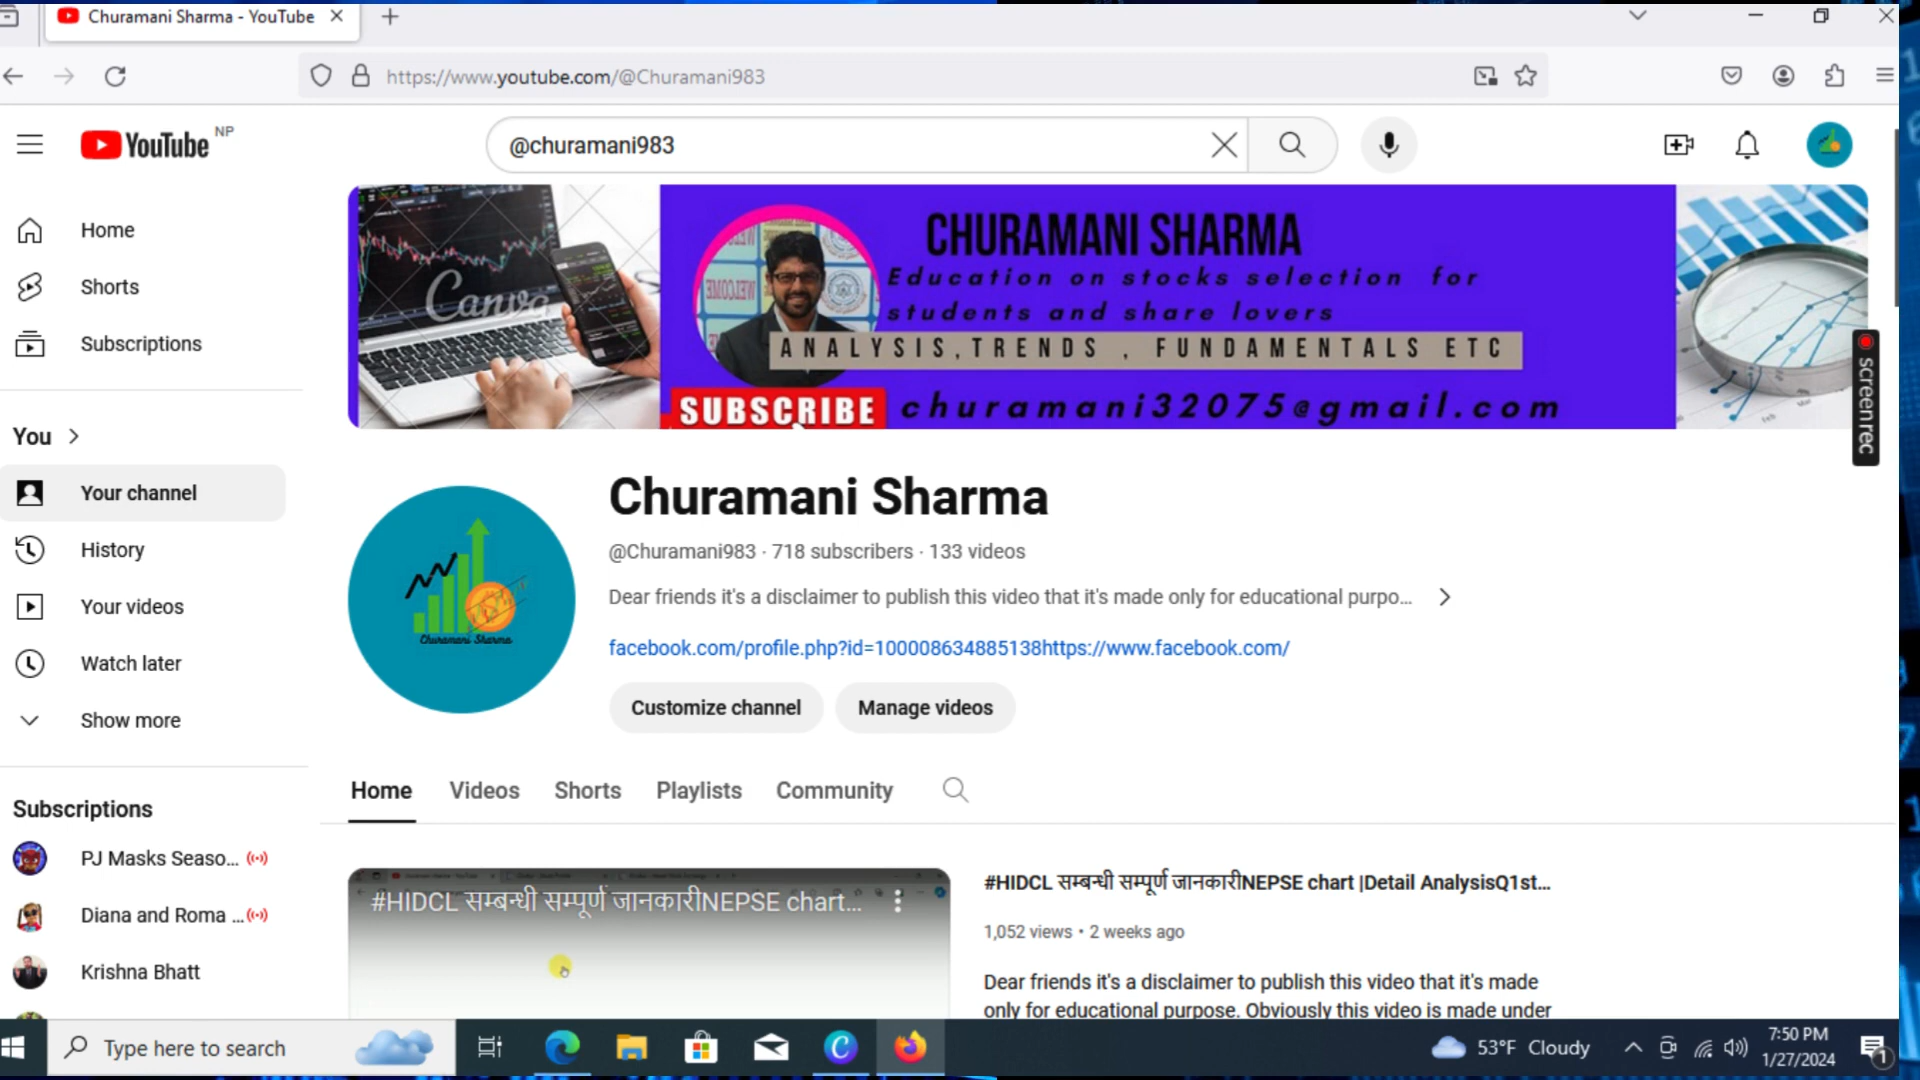 Churamani Sharma - YouTube
https://www.youtube.com/@Churamani983
YouTube NP
@churamani983
Home
Shorts
Subscriptions
You
Your channel
History
Your videos
Watch later
Show more
Subscriptions
PJ Masks Seaso...
Diana and Roma ...
Krishna Bhatt
Canva
WELCOME
CHURAMANI SHARMA
Education on stocks selection for
students and share lovers
ANALYSIS,TRENDS , FUNDAMENTALS ETC
SUBSCRIBE
churamani32075@gmail.com
screenrec
Churamani Sharma
Churamani Sharma
@Churamani983 · 718 subscribers · 133 videos
Dear friends it's a disclaimer to publish this video that it's made only for educational purpo...
facebook.com/profile.php?id=100008634885138https://www.facebook.com/
Customize channel
Manage videos
Home Videos Shorts Playlists Community
#HIDCL सम्बन्धी सम्पूर्ण जानकारीNEPSE chart...
#HIDCL सम्बन्धी सम्पूर्ण जानकारीNEPSE chart |Detail AnalysisQ1st...
1,052 views • 2 weeks ago
Dear friends it's a disclaimer to publish this video that it's made
only for educational purpose. Obviously this video is made under
Type here to search
53°F Cloudy
7:50 PM
1/27/2024
1